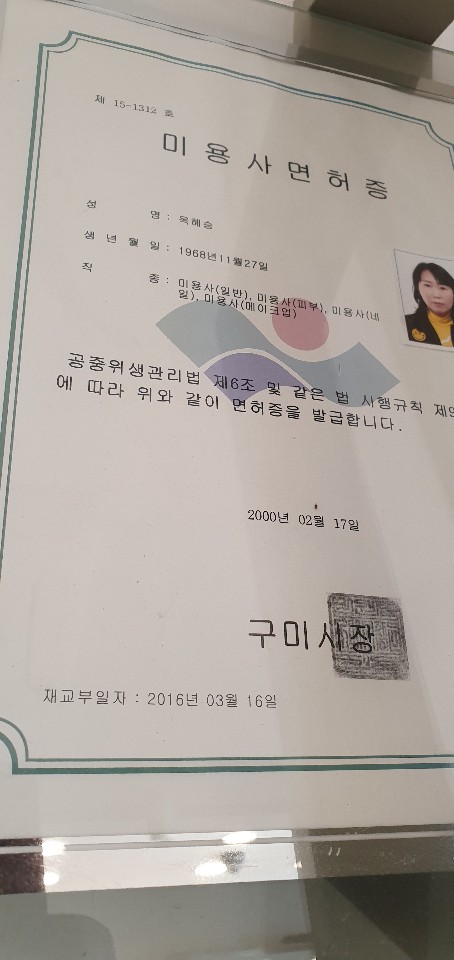 제 15-1312 호
미용사면허증
성 명 : 옥혜승
생 년 월 일 : 1968년11월27일
직 종 : 미용사(일반), 미용사(피부), 미용사(네
일), 미용사(메이크업)
공중위생관리법 제6조 및 같은 법 시행규칙 제
에 따라 위와 같이 면허증을 발급합니다.
2000년 02월 17일
구미시장
재교부일자 : 2016년 03월 16일